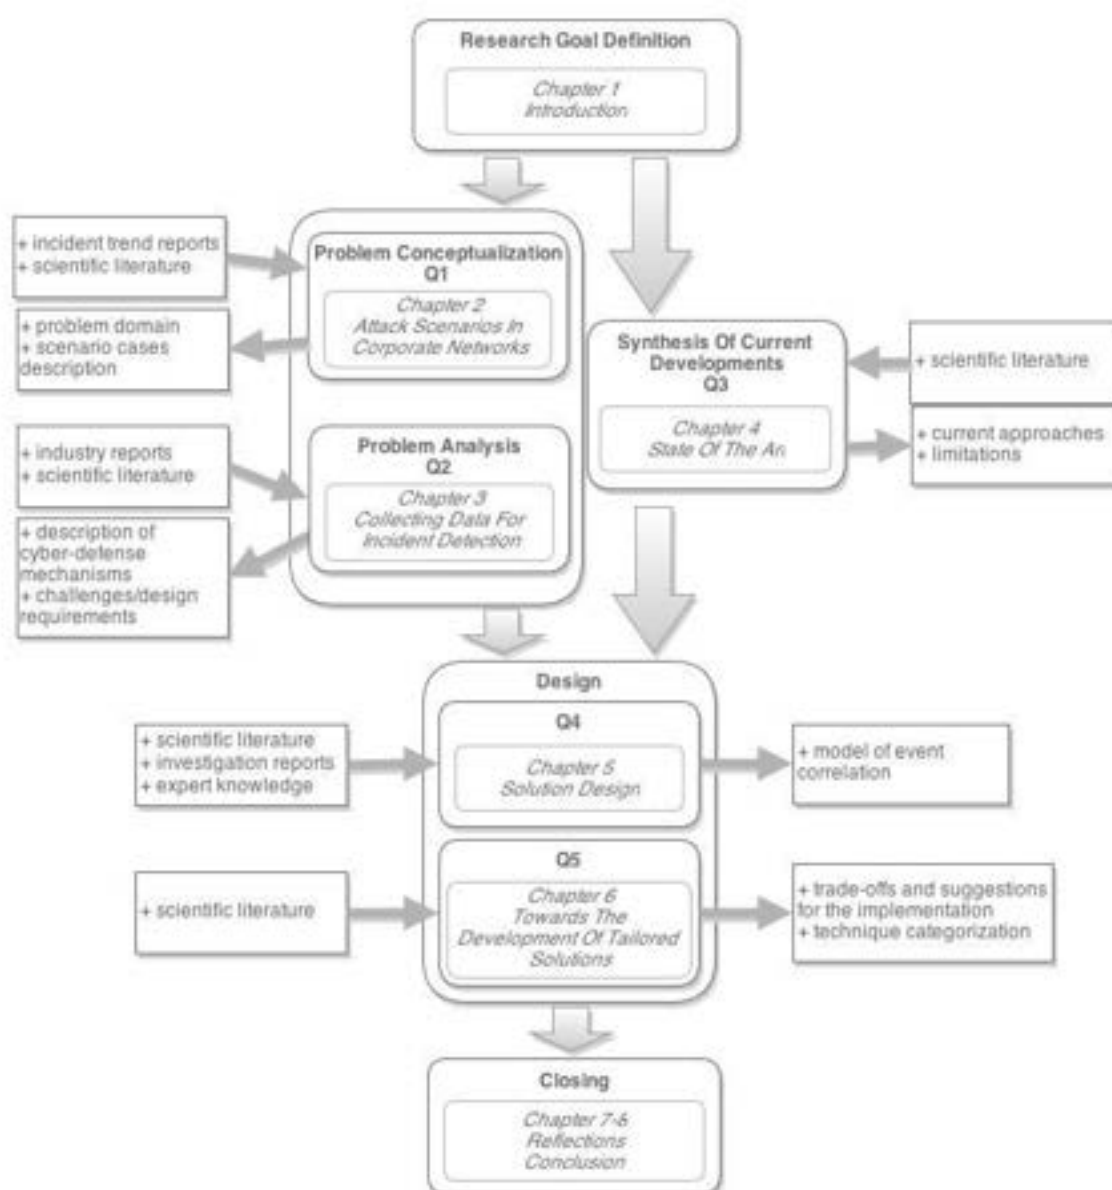 Research Goal Definition
Chapter 1
Introduction
+ incident trend reports
+ scientific literature
+ problem domain
+ scenario cases
description
Problem Conceptualization
Q1
Chapter 2
Attack Scenarios In
Corporate Networks
+ industry reports
+ scientific literature
+ description of
cyber-defense
mechanisms
+ challenges/design
requirements
Problem Analysis
Q2
Chapter 3
Collecting Data For
Incident Detection
Synthesis Of Current
Developments
Q3
Chapter 4
State Of The Art
+ scientific literature
+ current approaches
+ limitations
Design
Q4
Chapter 5
Solution Design
+ scientific literature
+ investigation reports
+ expert knowledge
+ model of event
correlation
Q5
Chapter 6
Towards The
Development Of Tailored
Solutions
+ scientific literature
+ trade-offs and suggestions
for the implementation
+ technique categorization
Closing
Chapter 7-8
Reflections
Conclusion